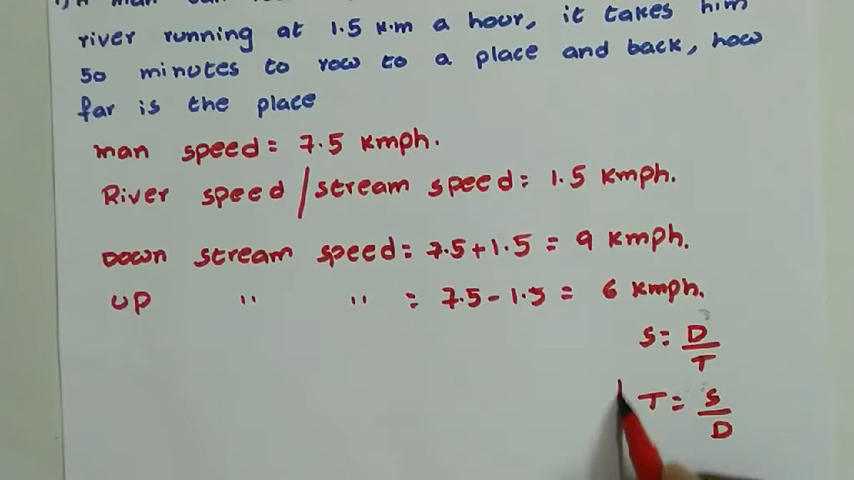 river running at 1.5 K.m a hour, it takes him
50 minutes to row to a place and back, how
far is the place
man speed = 7.5 kmph.
River speed / stream speed = 1.5 kmph.
Down stream speed = 7.5 + 1.5 = 9 kmph.
UP " " = 7.5 - 1.5 = 6 kmph.
S = D/T
T = S/D